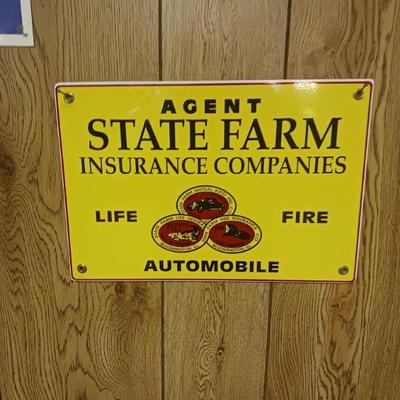 AGENT
STATE FARM
INSURANCE COMPANIES
LIFE
FIRE
AUTOMOBILE